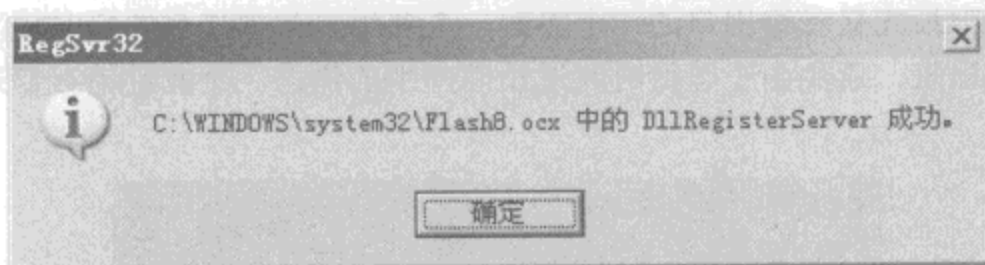 RegSvr32
C:\WINDOWS\system32\Flash8.ocx 中的 DllRegisterServer 成功。
确定